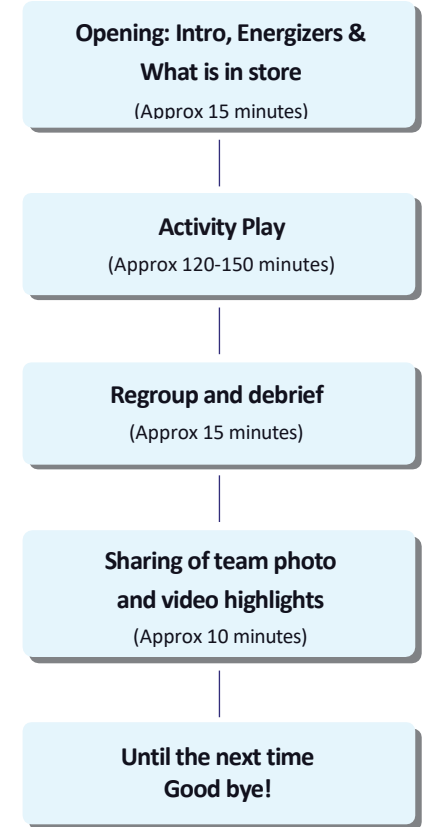 Opening: Intro, Energizers &
What is in store
(Approx 15 minutes)
Activity Play
(Approx 120-150 minutes)
Regroup and debrief
(Approx 15 minutes)
Sharing of team photo
and video highlights
(Approx 10 minutes)
Until the next time
Good bye!